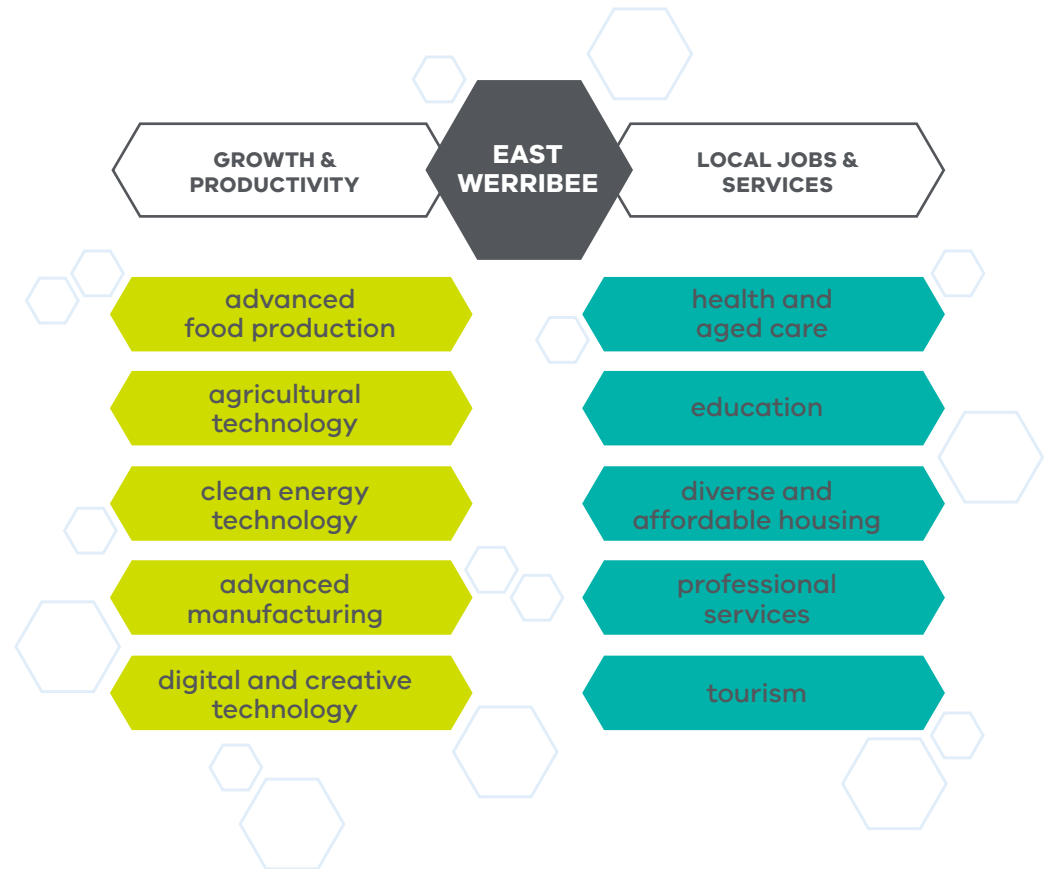 EAST
WERRIBEE
GROWTH &
PRODUCTIVITY
LOCAL JOBS &
SERVICES
advanced
food production
agricultural
technology
clean energy
technology
advanced
manufacturing
digital and creative
technology
health and
aged care
education
diverse and
affordable housing
professional
services
tourism